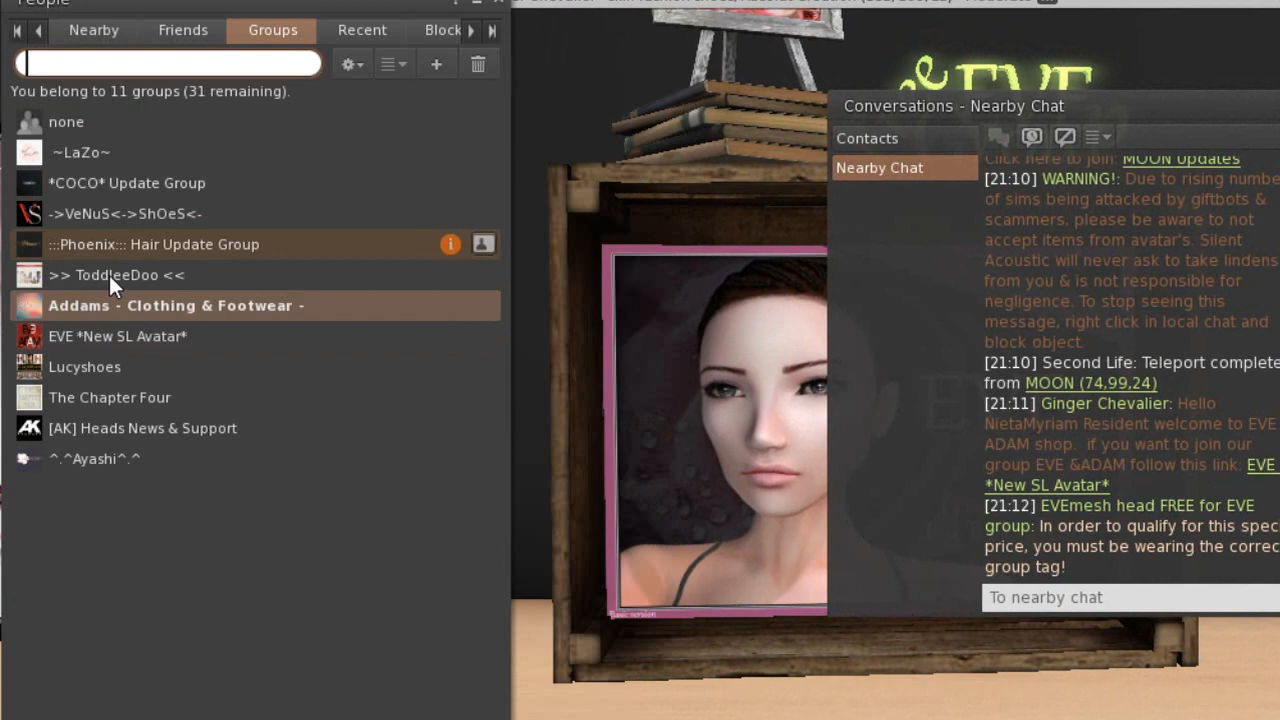 People
Nearby
Friends
Groups
Recent
Block
You belong to 11 groups (31 remaining).
none
~LaZo~
*COCO* Update Group
->VeNuS<->ShOeS<-
:::Phoenix::: Hair Update Group
>> ToddleeDoo <<
Addams - Clothing & Footwear -
EVE *New SL Avatar*
Lucyshoes
The Chapter Four
[AK] Heads News & Support
^.^Ayashi^.^
& EVE
Conversations - Nearby Chat
Contacts
Nearby Chat
Click here to join: MOON Updates
[21:10] WARNING!: Due to rising numbe
of sims being attacked by giftbots &
scammers, please be aware to not
accept items from avatar's. Silent
Acoustic will never ask to take lindens
from you & is not responsible for
negligence. To stop seeing this
message, right click in local chat and
block object.
[21:10] Second Life: Teleport complete
from MOON (74,99,24)
[21:11] Ginger Chevalier: Hello
NietaMyriam Resident welcome to EVE
ADAM shop.  if you want to join our
group EVE &ADAM follow this link: EVE
*New SL Avatar*
[21:12] EVEmesh head FREE for EVE
group: In order to qualify for this spec
price, you must be wearing the correc
group tag!
To nearby chat